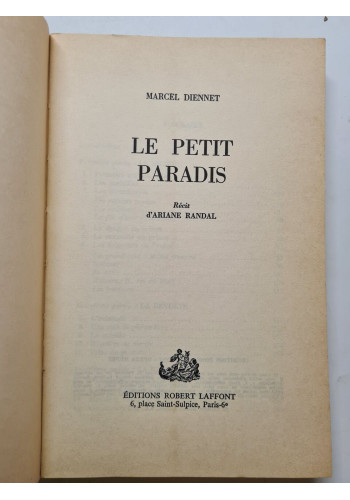 MARCEL DIENNET
LE PETIT
PARADIS
Récit
d'ARIANE RANDAL
ÉDITIONS ROBERT LAFFONT
6, place Saint-Sulpice, Paris-6e